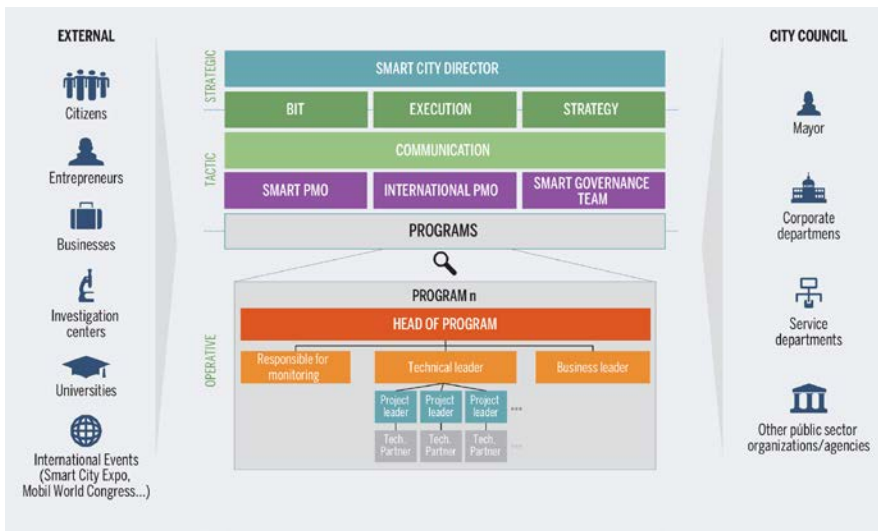 EXTERNAL
Citizens
Entrepreneurs
Businesses
Investigation
centers
Universities
International Events
(Smart City Expo,
Mobil World Congress...)
STRATEGIC
TACTIC
OPERATIVE
SMART CITY DIRECTOR
BIT
EXECUTION
STRATEGY
COMMUNICATION
SMART PMO
INTERNATIONAL PMO
SMART GOVERNANCE
TEAM
PROGRAMS
PROGRAM n
HEAD OF PROGRAM
Responsible for
monitoring
Technical leader
Business leader
Project
leader
Project
leader
Project
leader
...
Tech.
Partner
Tech.
Partner
Tech.
Partner
...
CITY COUNCIL
Mayor
Corporate
departmens
Service
departments
Other públic sector
organizations/agencies